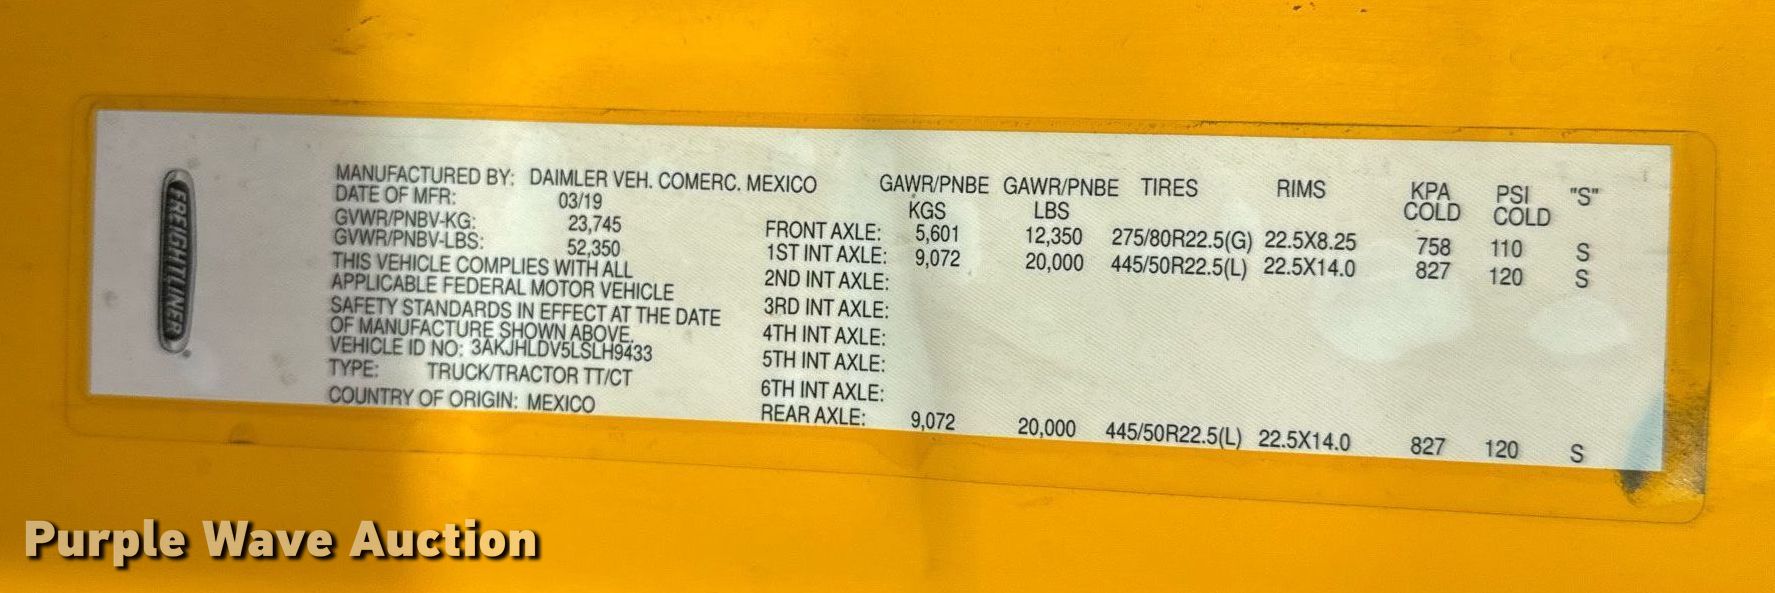 FREIGHTLINER
MANUFACTURED BY: DAIMLER VEH. COMERC. MEXICO
DATE OF MFR: 03/19
GVWR/PNBV-KG: 23,745
GVWR/PNBV-LBS: 52,350
THIS VEHICLE COMPLIES WITH ALL
APPLICABLE FEDERAL MOTOR VEHICLE
SAFETY STANDARDS IN EFFECT AT THE DATE
OF MANUFACTURE SHOWN ABOVE.
VEHICLE ID NO: 3AKJHLDV5LSLH9433
TYPE: TRUCK/TRACTOR TT/CT
COUNTRY OF ORIGIN: MEXICO
GAWR/PNBE GAWR/PNBE TIRES RIMS KPA PSI "S"
KGS LBS COLD COLD
FRONT AXLE: 5,601 12,350 275/80R22.5(G) 22.5X8.25 758 110 S
1ST INT AXLE: 9,072 20,000 445/50R22.5(L) 22.5X14.0 827 120 S
2ND INT AXLE:
3RD INT AXLE:
4TH INT AXLE:
5TH INT AXLE:
6TH INT AXLE:
REAR AXLE: 9,072 20,000 445/50R22.5(L) 22.5X14.0 827 120 S
Purple Wave Auction